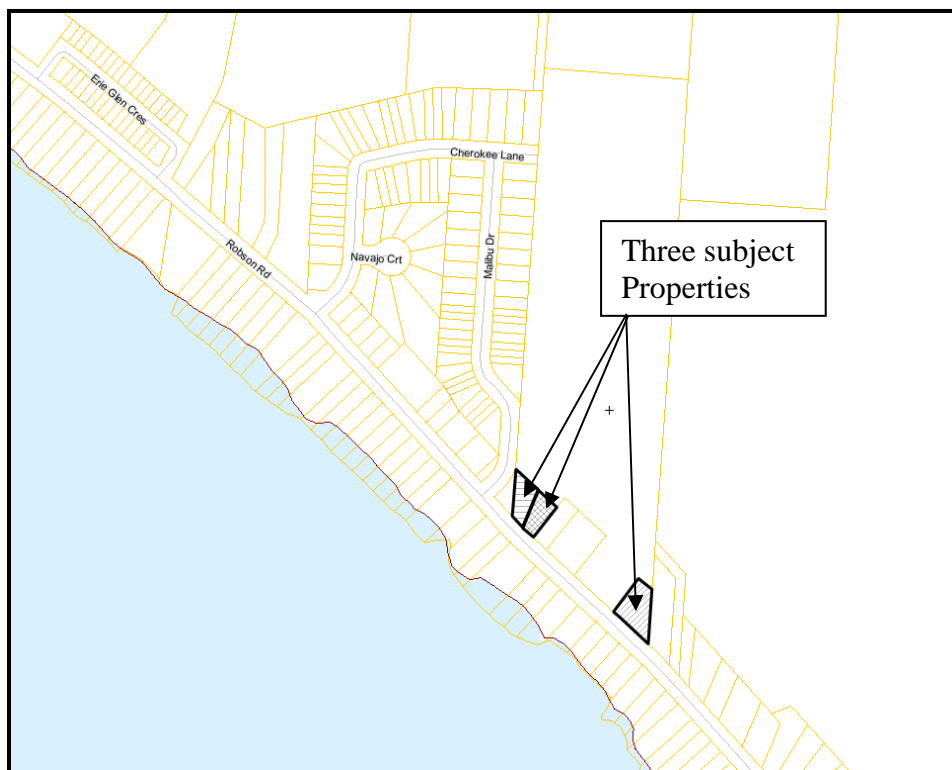 Erie Glen Cres
Cherokee Lane
Robson Rd
Navajo Crt
Malibu Dr
Three subject
Properties